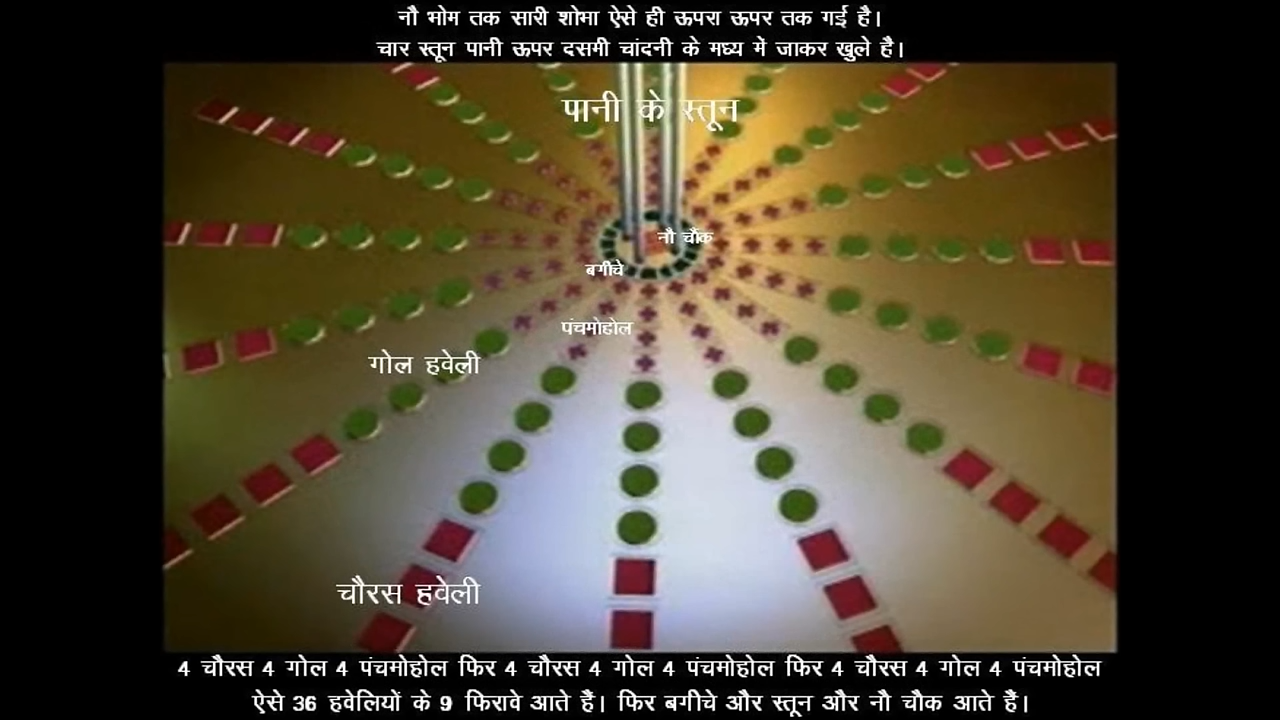 नौ भोम तक सारी शोभा ऐसे ही ऊपरा ऊपर तक गई है।
चार स्तून पानी ऊपर दसमी चांदनी के मध्य में जाकर खुले है।
पानी के स्तून
नौ चौंक
बगीचे
पंचमोहोल
गोल हवेली
चौरस हवेली
4 चौरस 4 गोल 4 पंचमोहोल फिर 4 चौरस 4 गोल 4 पंचमोहोल फिर 4 चौरस 4 गोल 4 पंचमोहोल
ऐसे 36 हवेलियों के 9 फिरावे आते हैं। फिर बगीचे और स्तून और नौ चौक आते हैं।